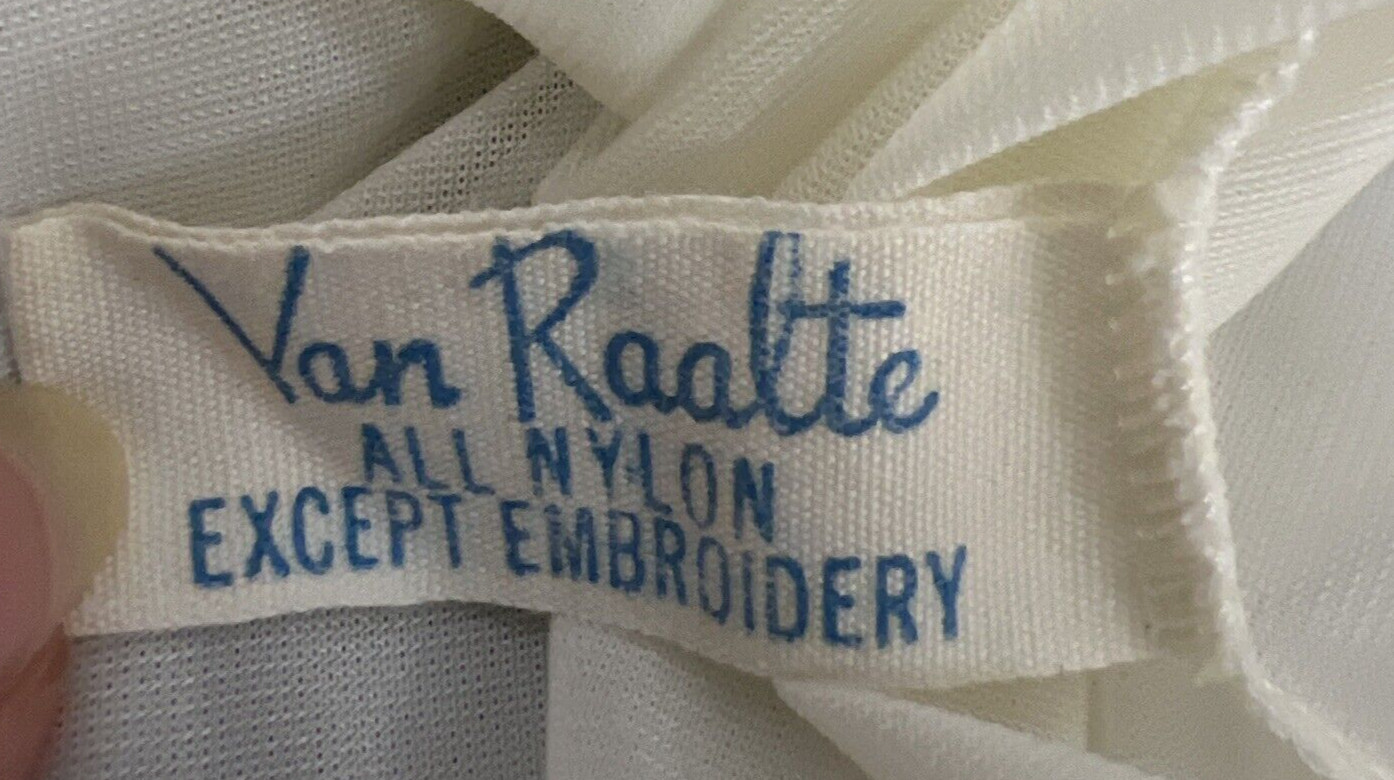 Van Raalte
ALL NYLON
EXCEPT EMBROIDERY